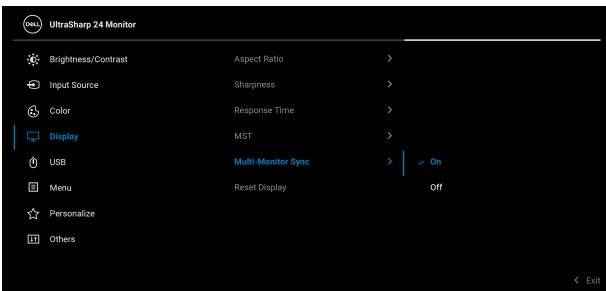 DELL UltraSharp 24 Monitor
Brightness/Contrast Aspect Ratio
Input Source Sharpness
Color Response Time
Display MST
USB Multi-Monitor Sync On
Menu Reset Display Off
Personalize
Others
Exit